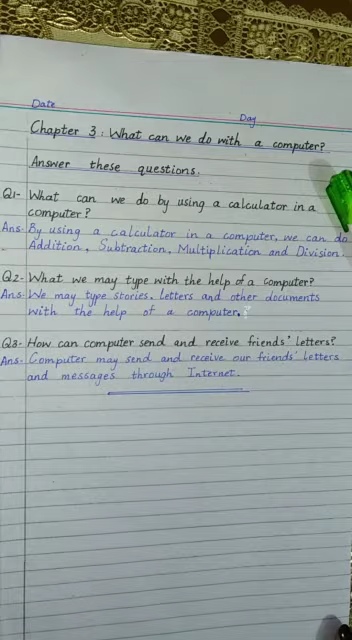 Date
Day
Chapter 3: What can we do with a computer?
Answer these questions.
Q1- What can we do by using a calculator in a
computer?
Ans- By using a calculator in a computer, we can do
Addition, Subtraction, Multiplication and Division.
Q2- What we may type with the help of a computer?
Ans- We may type stories, letters and other documents
with the help of a computer.
Q3- How can computer send and receive friends' letters?
Ans- Computer may send and receive our friends' letters
and messages through Internet.